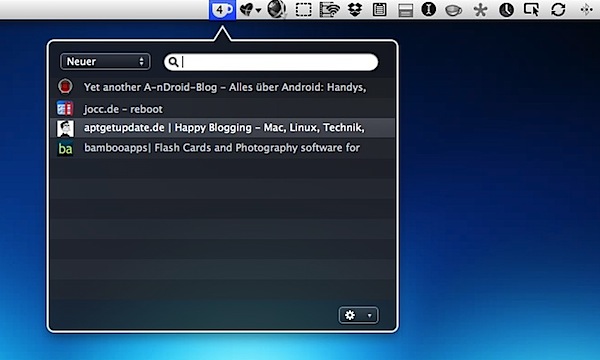 4
Neuer
Yet another A-nDroid-Blog – Alles über Android: Handys,
jocc.de – reboot
aptgetupdate.de | Happy Blogging – Mac, Linux, Technik,
ba
bambooapps| Flash Cards and Photography software for